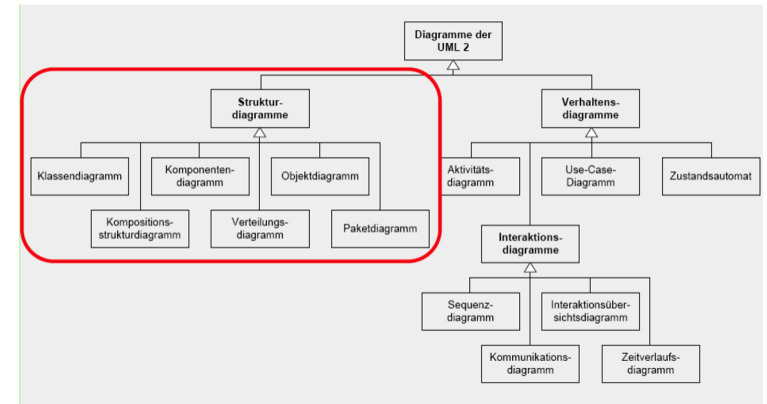 Diagramme der
UML 2
Struktur-
diagramme
Verhaltens-
diagramme
Klassendiagramm
Komponenten-
diagramm
Objektdiagramm
Aktivitäts-
diagramm
Use-Case-
Diagramm
Zustandsautomat
Kompositions-
strukturdiagramm
Verteilungs-
diagramm
Paketdiagramm
Interaktions-
diagramme
Sequenz-
diagramm
Interaktionsüber-
sichtsdiagramm
Kommunikations-
diagramm
Zeitverlaufs-
diagramm